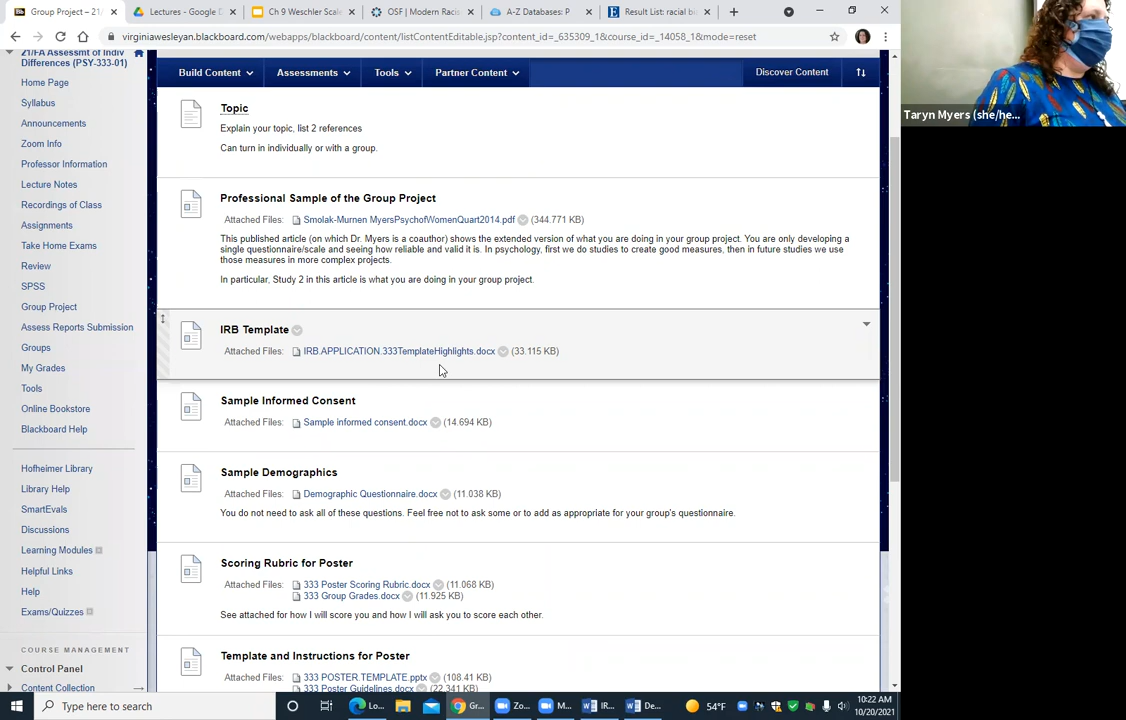 Group Project – 21/
Lectures - Google D
Ch 9 Weschler Scale
OSF | Modern Racis
A-Z Databases: P
Result List: racial bi
virginiawesleyan.blackboard.com/webapps/blackboard/content/listContentEditable.jsp?content_id=_635309_1&course_id=_14058_1&mode=reset
21/FA Assessmt of Indiv
Differences (PSY-333-01)
Home Page
Syllabus
Announcements
Zoom Info
Professor Information
Lecture Notes
Recordings of Class
Assignments
Take Home Exams
Review
SPSS
Group Project
Assess Reports Submission
Groups
My Grades
Tools
Online Bookstore
Blackboard Help
Hofheimer Library
Library Help
SmartEvals
Discussions
Learning Modules
Helpful Links
Help
Exams/Quizzes
COURSE MANAGEMENT
Control Panel
Content Collection
Build Content
Assessments
Tools
Partner Content
Discover Content
Topic
Explain your topic, list 2 references
Can turn in individually or with a group.
Professional Sample of the Group Project
Attached Files: Smolak-Murnen MyersPsychofWomenQuart2014.pdf (344.771 KB)
This published article (on which Dr. Myers is a coauthor) shows the extended version of what you are doing in your group project. You are only developing a
single questionnaire/scale and seeing how reliable and valid it is. In psychology, first we do studies to create good measures, then in future studies we use
those measures in more complex projects.
In particular, Study 2 in this article is what you are doing in your group project.
IRB Template
Attached Files: IRB.APPLICATION.333TemplateHighlights.docx (33.115 KB)
Sample Informed Consent
Attached Files: Sample informed consent.docx (14.694 KB)
Sample Demographics
Attached Files: Demographic Questionnaire.docx (11.038 KB)
You do not need to ask all of these questions. Feel free not to ask some or to add as appropriate for your group's questionnaire.
Scoring Rubric for Poster
Attached Files: 333 Poster Scoring Rubric.docx (11.068 KB)
333 Group Grades.docx (11.925 KB)
See attached for how I will score you and how I will ask you to score each other.
Template and Instructions for Poster
Attached Files: 333 POSTER.TEMPLATE.pptx (108.41 KB)
333 Poster Guidelines.docx (22.341 KB)
Taryn Myers (she/he...
Type here to search
Lo...
Gr...
Zo...
M...
IR...
De...
54°F
10:22 AM
10/20/2021